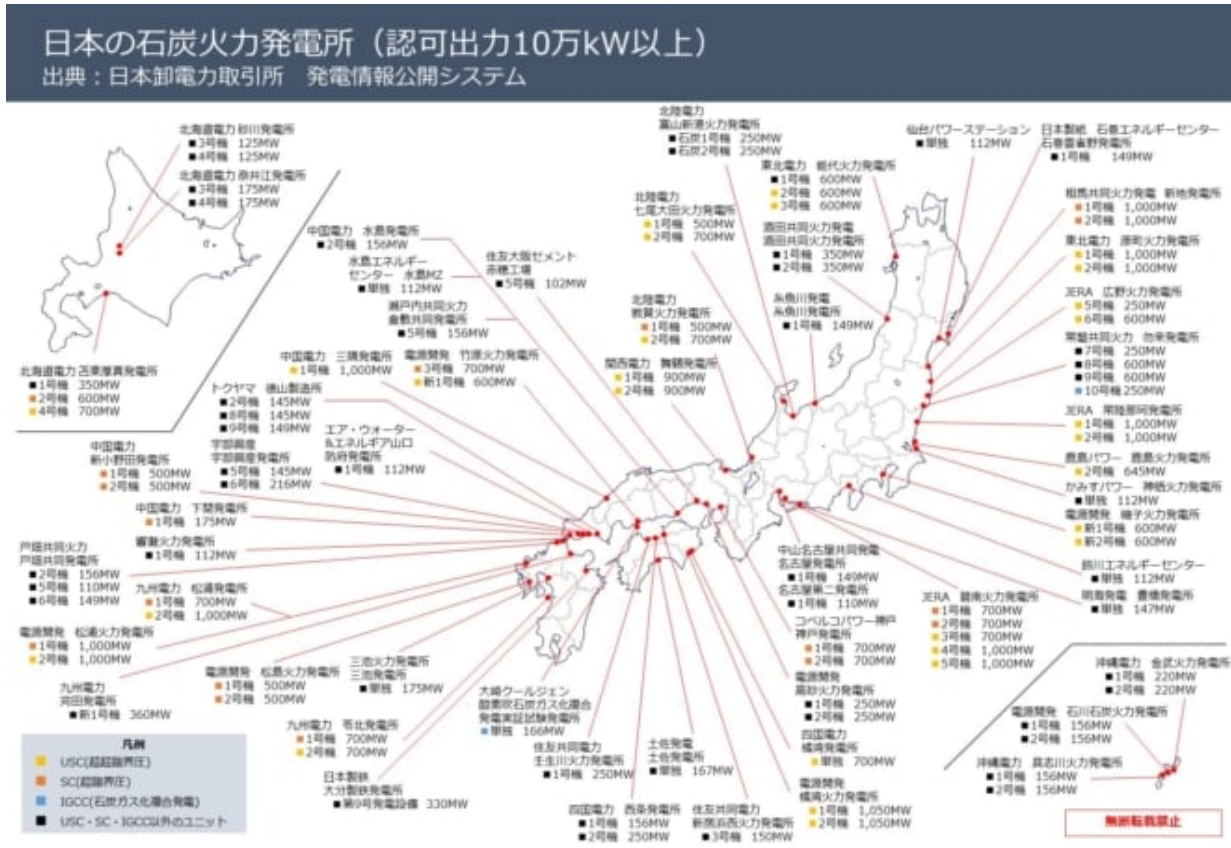 日本の石炭火力発電所（認可出力10万kW以上）
出典：日本卸電力取引所　発電情報公開システム
北海道電力 砂川発電所
■3号機 125MW
■4号機 125MW
北海道電力 奈井江発電所
■3号機 175MW
■4号機 175MW
北海道電力 苫東厚真発電所
■1号機 350MW
■2号機 600MW
■4号機 700MW
中国電力 水島発電所
■2号機 156MW
水島エネルギー
センター 水島MZ
■単独 112MW
住友大阪セメント
赤穂工場
■5号機 102MW
瀬戸内共同火力
倉敷共同発電所
■5号機 156MW
中国電力 三隅発電所
■1号機 1,000MW
電源開発 竹原火力発電所
■3号機 700MW
■新1号機 600MW
トクヤマ 徳山製造所
■2号機 145MW
■8号機 145MW
■9号機 149MW
エア・ウォーター
&エネルギア山口
防府発電所
■1号機 112MW
宇部興産
宇部興産発電所
■5号機 145MW
■6号機 216MW
中国電力
新小野田発電所
■1号機 500MW
■2号機 500MW
中国電力 下関発電所
■1号機 175MW
響灘火力発電所
■1号機 112MW
戸畑共同火力
戸畑共同発電所
■2号機 156MW
■5号機 110MW
■6号機 149MW
九州電力 松浦発電所
■1号機 700MW
■2号機 1,000MW
電源開発 松浦火力発電所
■1号機 1,000MW
■2号機 1,000MW
九州電力
苅田発電所
■新1号機 360MW
電源開発 松島火力発電所
■1号機 500MW
■2号機 500MW
三池火力発電所
三池発電所
■単独 175MW
九州電力 苓北発電所
■1号機 700MW
■2号機 700MW
日本製鉄
大分製鉄発電所
■第9号発電設備 330MW
大崎クールジェン
酸素吹石炭ガス化複合
発電実証試験発電所
■単独 166MW
住友共同電力
壬生川火力発電所
■1号機 250MW
四国電力 西条発電所
■1号機 156MW
■2号機 250MW
土佐発電
土佐発電所
■単独 167MW
住友共同電力
新居浜西火力発電所
■3号機 150MW
北陸電力
富山新港火力発電所
■石炭1号機 250MW
■石炭2号機 250MW
北陸電力
七尾大田火力発電所
■1号機 500MW
■2号機 700MW
北陸電力
敦賀火力発電所
■1号機 500MW
■2号機 700MW
関西電力 舞鶴発電所
■1号機 900MW
■2号機 900MW
東北電力 能代火力発電所
■1号機 600MW
■2号機 600MW
■3号機 600MW
酒田共同火力発電
酒田共同火力発電所
■1号機 350MW
■2号機 350MW
糸魚川発電
糸魚川発電所
■1号機 149MW
仙台パワーステーション
■単独 112MW
日本製紙 石巻エネルギーセンター
石巻雲雀野発電所
■1号機 149MW
相馬共同火力発電 新地発電所
■1号機 1,000MW
■2号機 1,000MW
東北電力 原町火力発電所
■1号機 1,000MW
■2号機 1,000MW
JERA 広野火力発電所
■5号機 250MW
■6号機 600MW
常磐共同火力 勿来発電所
■7号機 250MW
■8号機 600MW
■9号機 600MW
■10号機250MW
JERA 常陸那珂発電所
■1号機 1,000MW
■2号機 1,000MW
鹿島パワー 鹿島火力発電所
■2号機 645MW
かみすパワー 神栖火力発電所
■単独 112MW
電源開発 磯子火力発電所
■新1号機 600MW
■新2号機 600MW
鈴川エネルギーセンター
■単独 112MW
明海発電 豊橋発電所
■単独 147MW
JERA 碧南火力発電所
■1号機 700MW
■2号機 700MW
■3号機 700MW
■4号機 1,000MW
■5号機 1,000MW
中山名古屋共同発電
名古屋発電所
■1号機 149MW
名古屋第二発電所
■1号機 110MW
コベルコパワー神戸
神戸発電所
■1号機 700MW
■2号機 700MW
電源開発
高砂火力発電所
■1号機 250MW
■2号機 250MW
四国電力
橘湾発電所
■単独 700MW
電源開発
橘湾火力発電所
■1号機 1,050MW
■2号機 1,050MW
沖縄電力 金武火力発電所
■1号機 220MW
■2号機 220MW
電源開発 石川石炭火力発電所
■1号機 156MW
■2号機 156MW
沖縄電力 具志川火力発電所
■1号機 156MW
■2号機 156MW
凡例
■ USC(超超臨界圧)
■ SC(超臨界圧)
■ IGCC(石炭ガス化複合発電)
■ USC・SC・IGCC以外のユニット
無断転載禁止